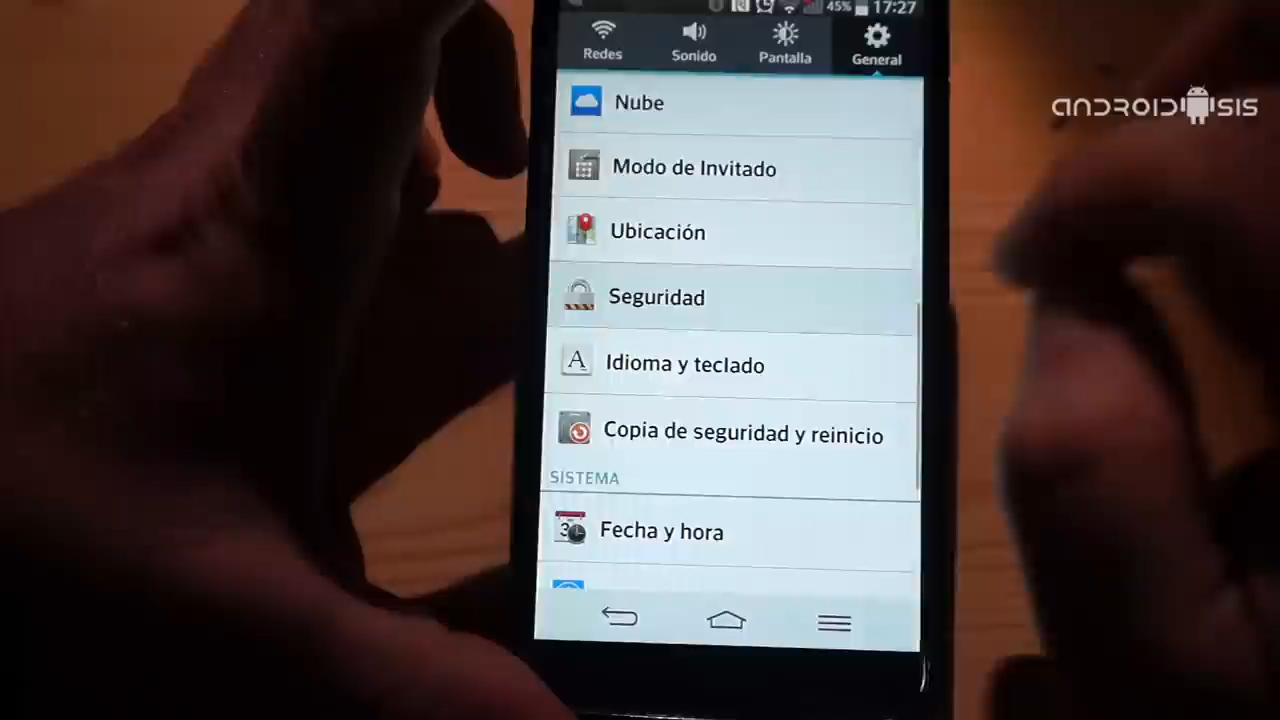 45% 17:27
Redes Sonido Pantalla General
ANDROIDSIS
Nube
Modo de Invitado
Ubicación
Seguridad
A Idioma y teclado
Copia de seguridad y reinicio
SISTEMA
3 Fecha y hora